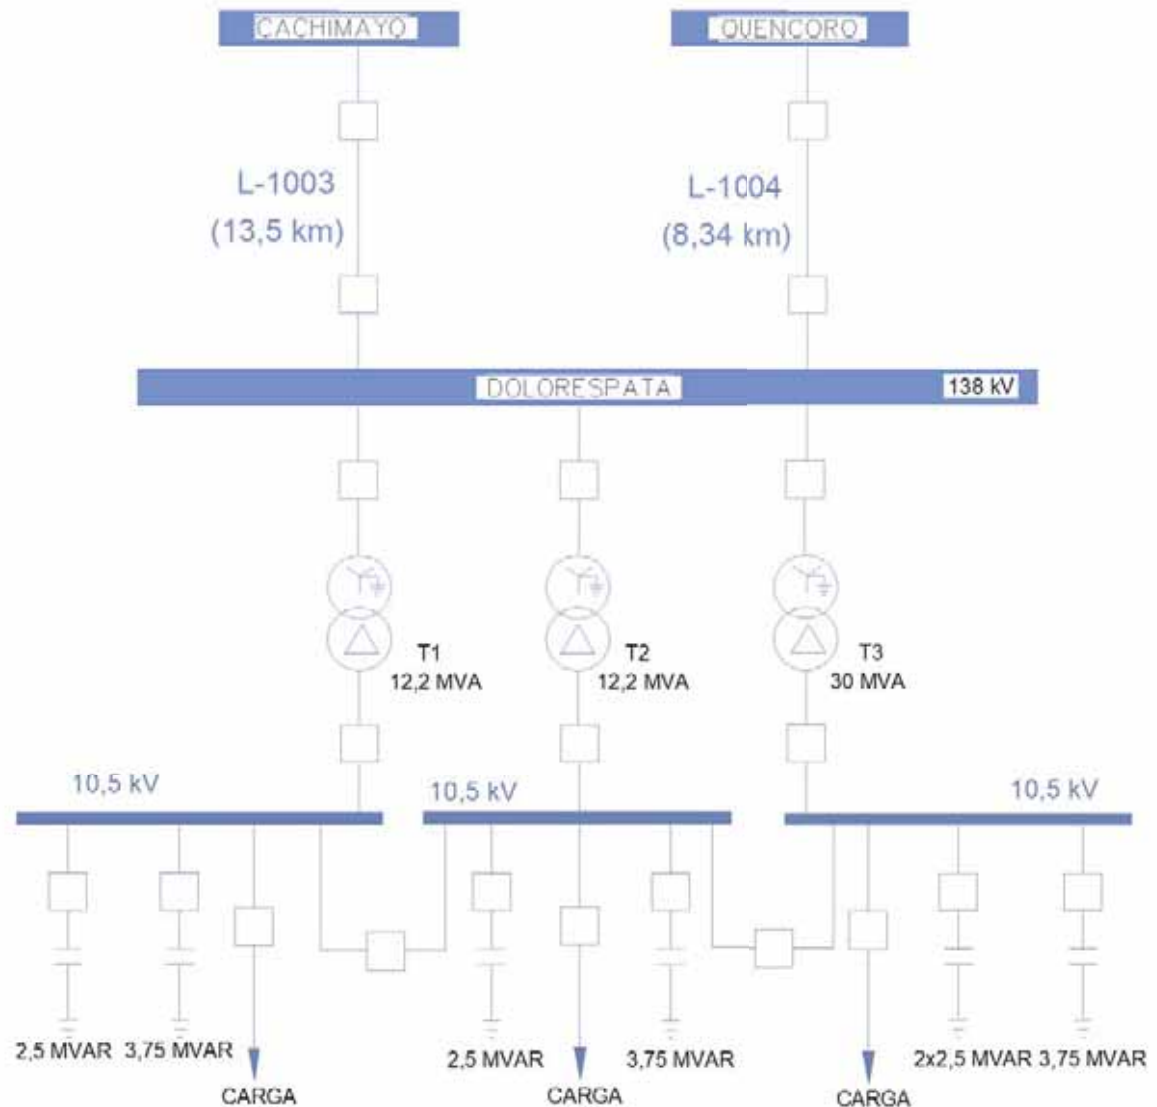 CACHIMAYO
QUENCORO
L-1003
(13,5 km)
L-1004
(8,34 km)
DOLORESPATA
138 kV
T1
12,2 MVA
T2
12,2 MVA
T3
30 MVA
10,5 kV
10,5 kV
10,5 kV
2,5 MVAR
3,75 MVAR
2,5 MVAR
3,75 MVAR
2x2,5 MVAR
3,75 MVAR
CARGA
CARGA
CARGA